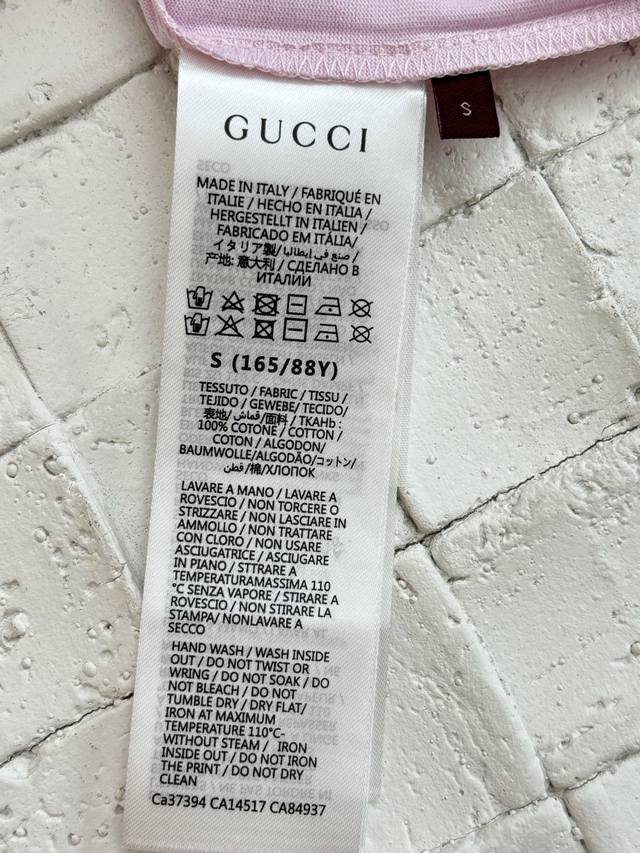 GUCCI
S
MADE IN ITALY / FABRIQUÉ EN
ITALIE / HECHO EN ITALIA /
HERGESTELLT IN ITALIEN /
FABRICADO EM ITÁLIA/
イタリア製/ صنع في إيطاليا /
产地: 意大利 / СДЕЛАНО В
ИТАЛИИ
S (165/88Y)
TESSUTO / FABRIC / TISSU /
TEJIDO / GEWEBE/ TECIDO/
表地/ قماش /面料 / TKAHb :
100% COTONE / COTTON /
COTON / ALGODON/
BAUMWOLLE/ALGODÃO/コットン/
قطن /棉/ХЛОПОК
LAVARE A MANO / LAVARE A
ROVESCIO / NON TORCERE O
STRIZZARE / NON LASCIARE IN
AMMOLLO / NON TRATTARE
CON CLORO / NON USARE
ASCIUGATRICE / ASCIUGARE
IN PIANO / STTRARE A
TEMPERATURAMASSIMA 110
°C SENZA VAPORE / STIRARE A
ROVESCIO / NON STIRARE LA
STAMPA/ NONLAVARE A
SECCO
HAND WASH / WASH INSIDE
OUT / DO NOT TWIST OR
WRING / DO NOT SOAK / DO
NOT BLEACH / DO NOT
TUMBLE DRY / DRY FLAT/
IRON AT MAXIMUM
TEMPERATURE 110°C-
WITHOUT STEAM / IRON
INSIDE OUT / DO NOT IRON
THE PRINT / DO NOT DRY
CLEAN
Ca37394 CA14517 CA84937